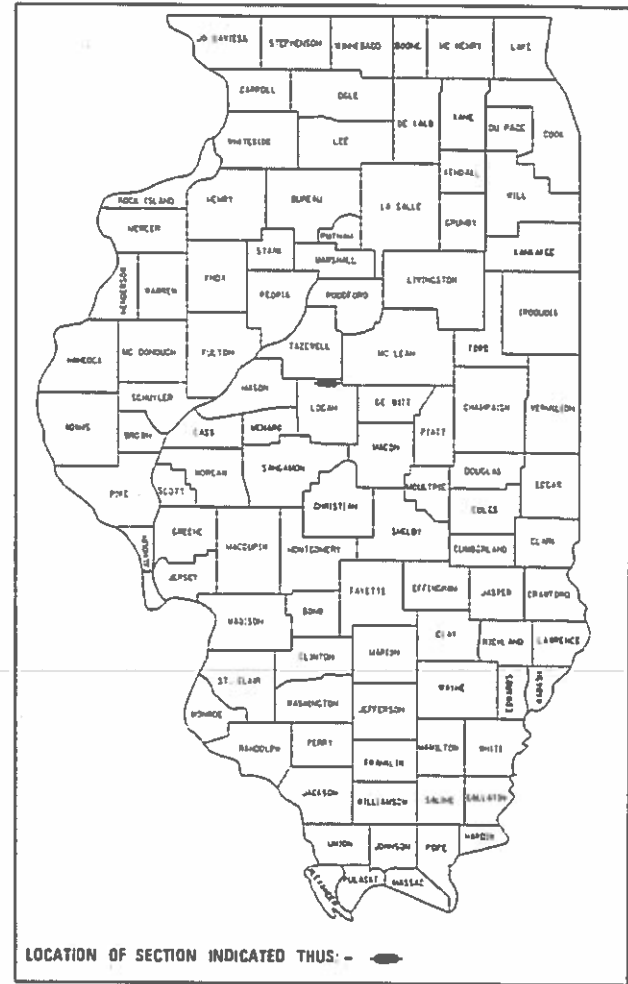 STEPHENSON WINNEBAGO BOONE MC HENRY LAKE
CARROLL OGLE
DE KALB KANE DU PAGE COOK
WHITESIDE LEE
KENDALL
ROCK ISLAND HENRY BUREAU LA SALLE GRUNDY WILL
MERCER PUTNAM
STARK MARSHALL KANKAKEE
HENDERSON WARREN KNOX PEORIA WOODFORD LIVINGSTON
IROQUOIS
HANCOCK MC DONOUGH FULTON TAZEWELL MC LEAN FORD
SCHUYLER MASON
LOGAN DE WITT CHAMPAIGN VERMILION
ADAMS BROWN CASS MENARD PIATT
MACON
MORGAN SANGAMON DOUGLAS
PIKE SCOTT MOULTRIE EDGAR
CHRISTIAN COLES
GREENE SHELBY
CALHOUN MACOUPIN MONTGOMERY CUMBERLAND CLARK
JERSEY
FAYETTE EFFINGHAM JASPER CRAWFORD
BOND
MADISON CLAY
MARION RICHLAND LAWRENCE
CLINTON
ST. CLAIR WAYNE EDWARDS WABASH
WASHINGTON JEFFERSON
MONROE
RANDOLPH PERRY HAMILTON WHITE
FRANKLIN
JACKSON WILLIAMSON SALINE GALLATIN
UNION JOHNSON POPE HARDIN
ALEXANDER PULASKI MASSAC
LOCATION OF SECTION INDICATED THUS: -